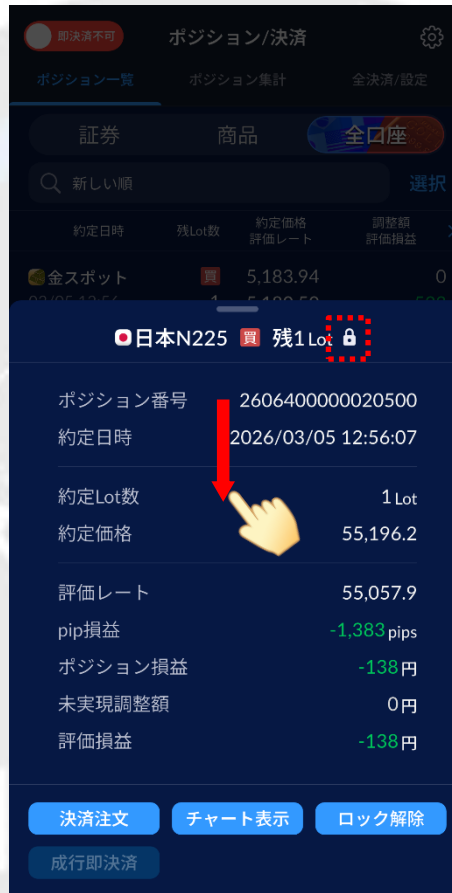 即決済不可 ポジション/決済
ポジション一覧 ポジション集計 全決済/設定
証券 商品 全口座
新しい順 選択
約定日時 残Lot数 約定価格 調整額
評価レート 評価損益
金スポット 買 5,183.94 0
日本N225 買 残1 Lot
ポジション番号 2606400000020500
約定日時 2026/03/05 12:56:07
約定Lot数 1 Lot
約定価格 55,196.2
評価レート 55,057.9
pip損益 -1,383 pips
ポジション損益 -138 円
未実現調整額 0 円
評価損益 -138 円
決済注文 チャート表示 ロック解除
成行即決済